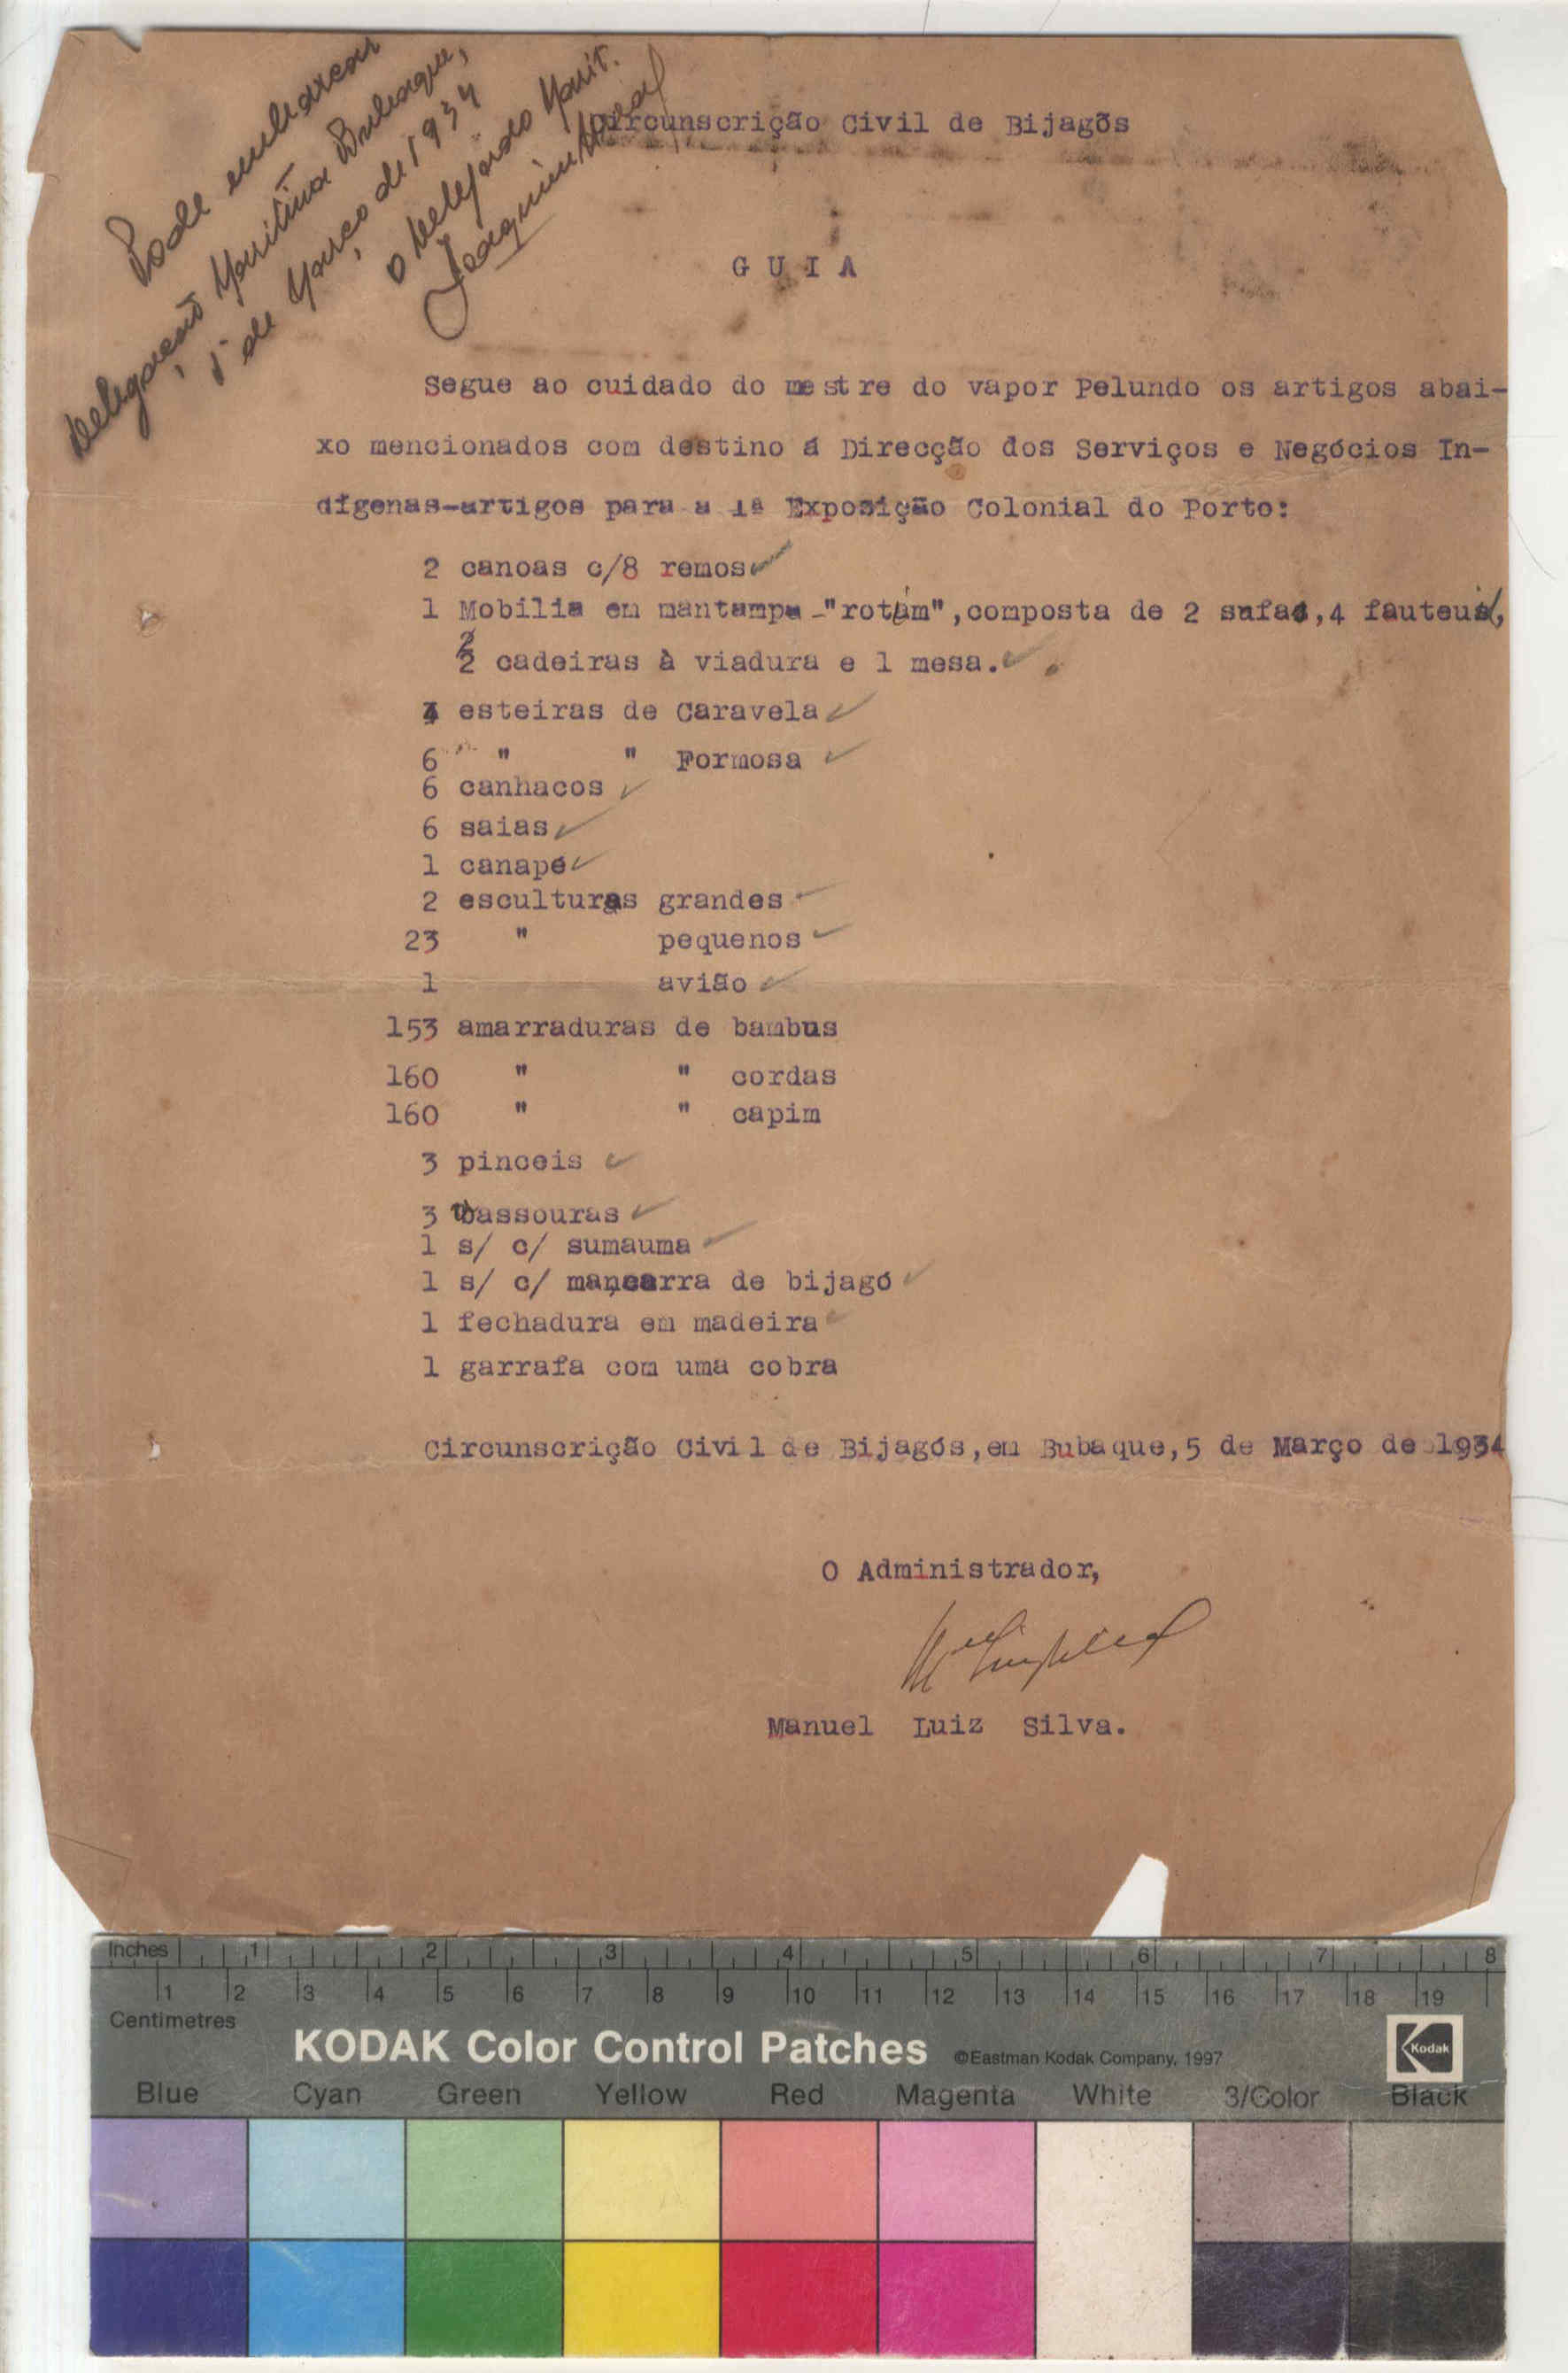 Pode embarcar
Delegação Maritima Bubaque,
5 de Março de 1934
O Delegado Marit.
Joaquim
Circunscrição Civil de Bijagõs
G U I A
Segue ao cuidado do mestre do vapor Pelundo os artigos abai-
xo mencionados com destino á Direcção dos Serviços e Negócios In-
dígenas-artigos para a 1ª Exposição Colonial do Porto:
2 canoas c/8 remos
1 Mobilia em mantampa -"rotim",composta de 2 sufas,4 fauteuis,
2 cadeiras à viadura e 1 mesa.
4 esteiras de Caravela
6 " " Formosa
6 canhacos
6 saias
1 canapé
2 esculturas grandes
23 " pequenos
1 avião
153 amarraduras de bambus
160 " " cordas
160 " " capim
3 pinceis
3 vassouras
1 s/ c/ sumauma
1 s/ c/ mancarra de bijagó
1 fechadura em madeira
1 garrafa com uma cobra
Circunscrição Civil de Bijagós,em Bubaque,5 de Março de 1934
O Administrador,
Manuel Luiz Silva.
Inches 1 2 3 4 5 6 7 8
1 2 3 4 5 6 7 8 9 10 11 12 13 14 15 16 17 18 19
Centimetres
KODAK Color Control Patches ©Eastman Kodak Company, 1997 Kodak
Blue Cyan Green Yellow Red Magenta White 3/Color Black